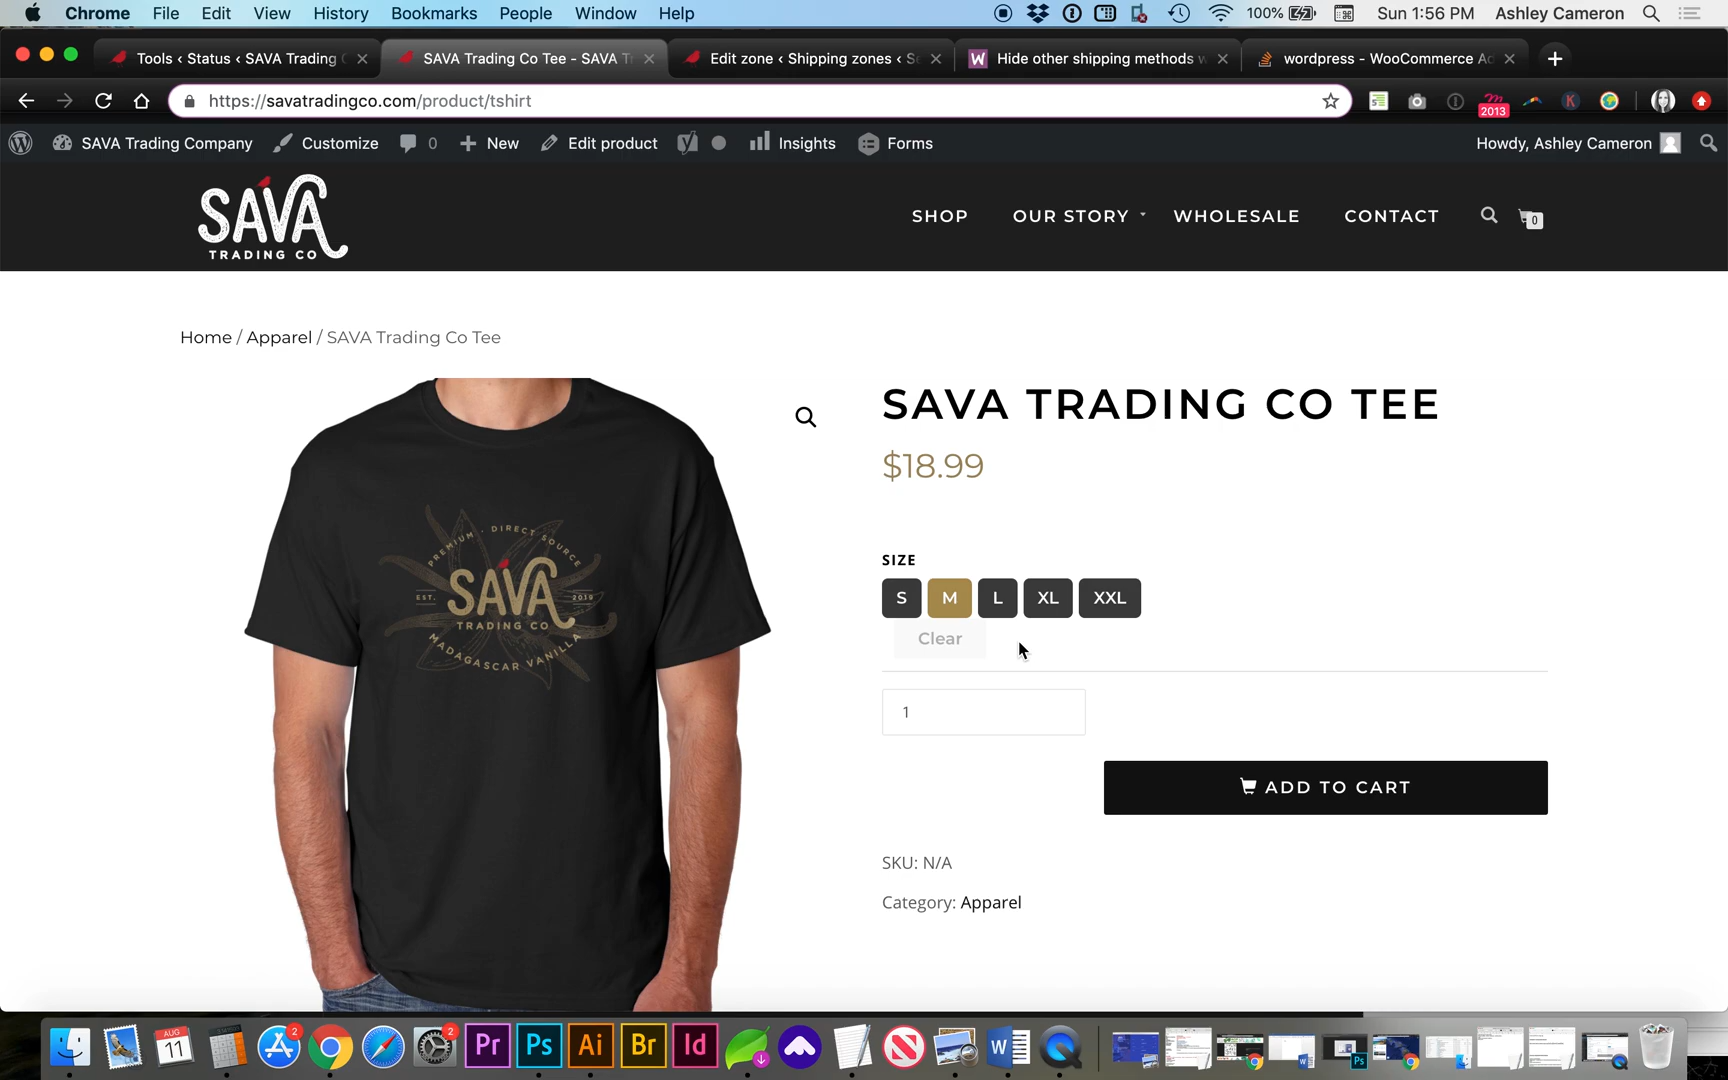 Chrome File Edit View History Bookmarks People Window Help 100% Sun 1:56 PM Ashley Cameron
Tools ‹ Status ‹ SAVA Trading
SAVA Trading Co Tee - SAVA T
Edit zone ‹ Shipping zones ‹ Se
W Hide other shipping methods w
wordpress - WooCommerce Ad
https://savatradingco.com/product/tshirt
2013
SAVA Trading Company Customize 0 New Edit product Insights Forms Howdy, Ashley Cameron
SAVA
TRADING CO
SHOP OUR STORY WHOLESALE CONTACT 0
Home / Apparel / SAVA Trading Co Tee
PREMIUM · DIRECT SOURCE
EST. SAVA 2019
TRADING CO
MADAGASCAR VANILLA
SAVA TRADING CO TEE
$18.99
SIZE
S M L XL XXL
Clear
1
ADD TO CART
SKU: N/A
Category: Apparel
AUG
11
2
2
Pr Ps Ai Br Id
W
Ps